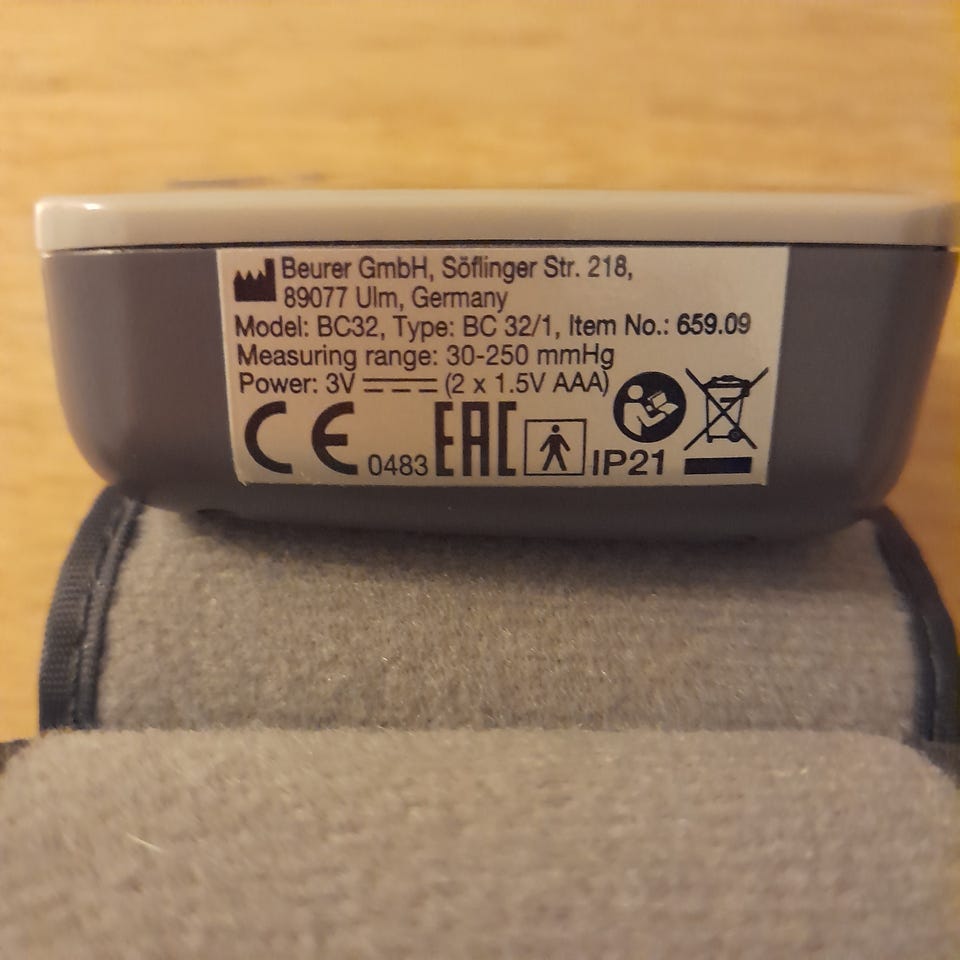 Beurer GmbH, Söflinger Str. 218,
89077 Ulm, Germany
Model: BC32, Type: BC 32/1, Item No.: 659.09
Measuring range: 30-250 mmHg
Power: 3V (2 x 1.5V AAA)
CE 0483 EAC IP21